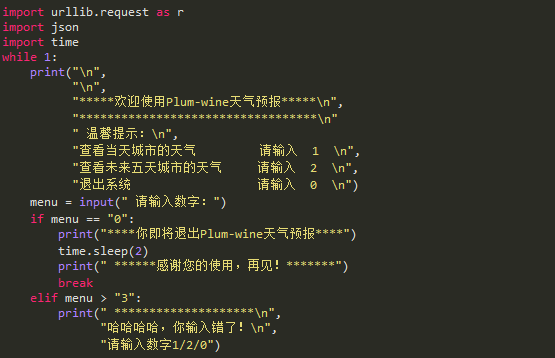 import urllib.request as r
import json
import time
while 1:
    print("\n",
          "\n",
          "*****欢迎使用Plum-wine天气预报*****\n",
          "**********************************\n"
          " 温馨提示: \n",
          "查看当天城市的天气         请输入  1  \n",
          "查看未来五天城市的天气     请输入  2  \n",
          "退出系统                  请输入  0  \n")
    menu = input(" 请输入数字: ")
    if menu == "0":
        print("****你即将退出Plum-wine天气预报****")
        time.sleep(2)
        print(" ******感谢您的使用，再见! *******")
        break
    elif menu > "3":
        print(" ********************\n",
              "哈哈哈哈，你输入错了! \n",
              "请输入数字1/2/0")